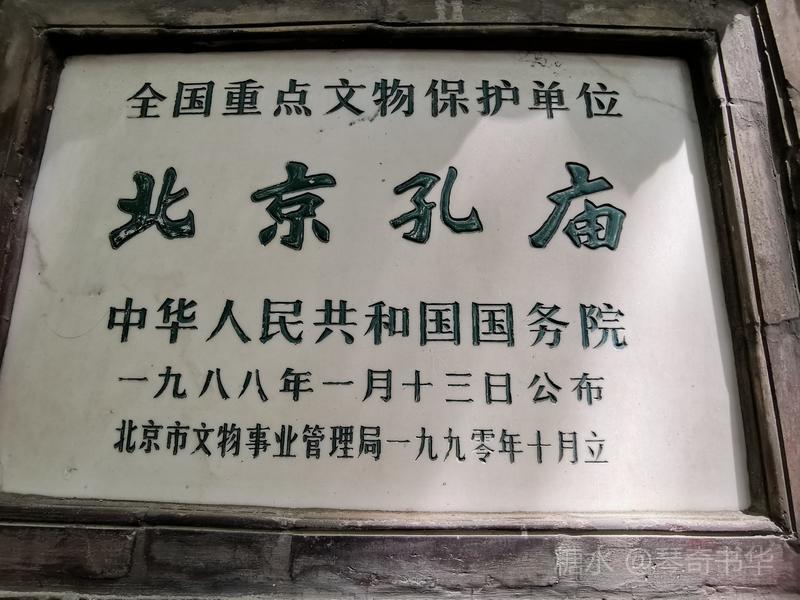 全国重点文物保护单位
北京孔庙
中华人民共和国国务院
一九八八年一月十三日公布
北京市文物事业管理局一九九零年十月立
糖水 @琴奇书华